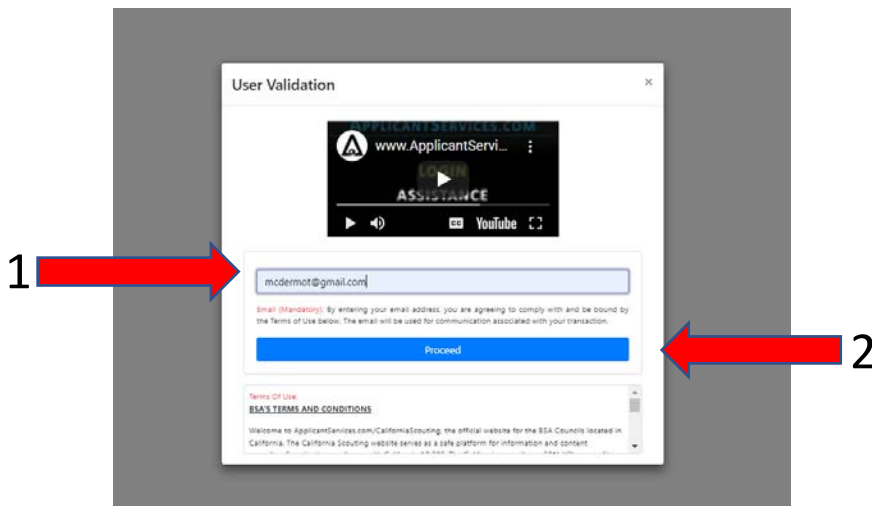 User Validation
×
APPLICANTSERVICES.COM
www.ApplicantServi...
LOGIN
ASSISTANCE
CC YouTube
1
mcdermot@gmail.com
Email (Mandatory): By entering your email address, you are agreeing to comply with and be bound by
the Terms of Use below. The email will be used for communication associated with your transaction.
Proceed
2
Terms Of Use:
BSA'S TERMS AND CONDITIONS
Welcome to ApplicantServices.com/CaliforniaScouting, the official website for the BSA Councils located in
California. The California Scouting website serves as a safe platform for information and content